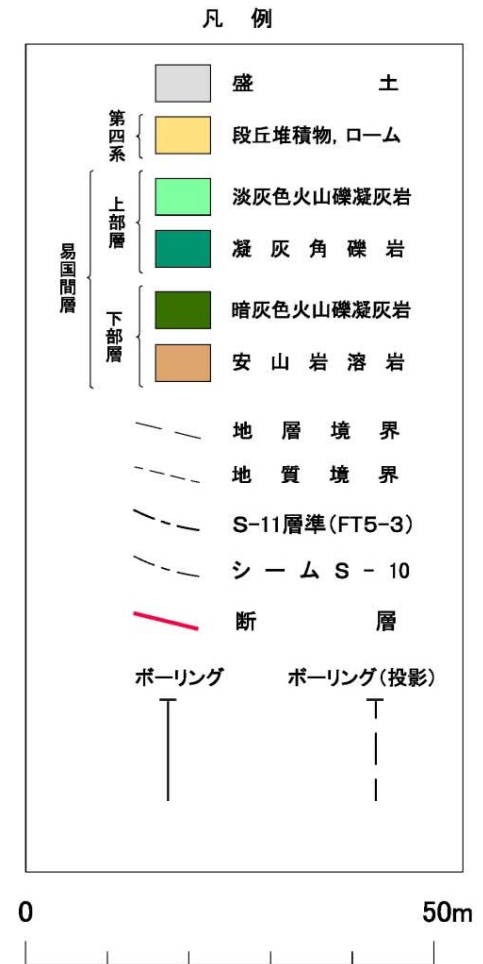 凡 例
盛 土
第四系
段丘堆積物, ローム
易国間層
上部層
淡灰色火山礫凝灰岩
凝灰角礫岩
下部層
暗灰色火山礫凝灰岩
安山岩溶岩
地層境界
地質境界
S-11層準(FT5-3)
シームS-10
断 層
ボーリング
ボーリング(投影)
0 50m